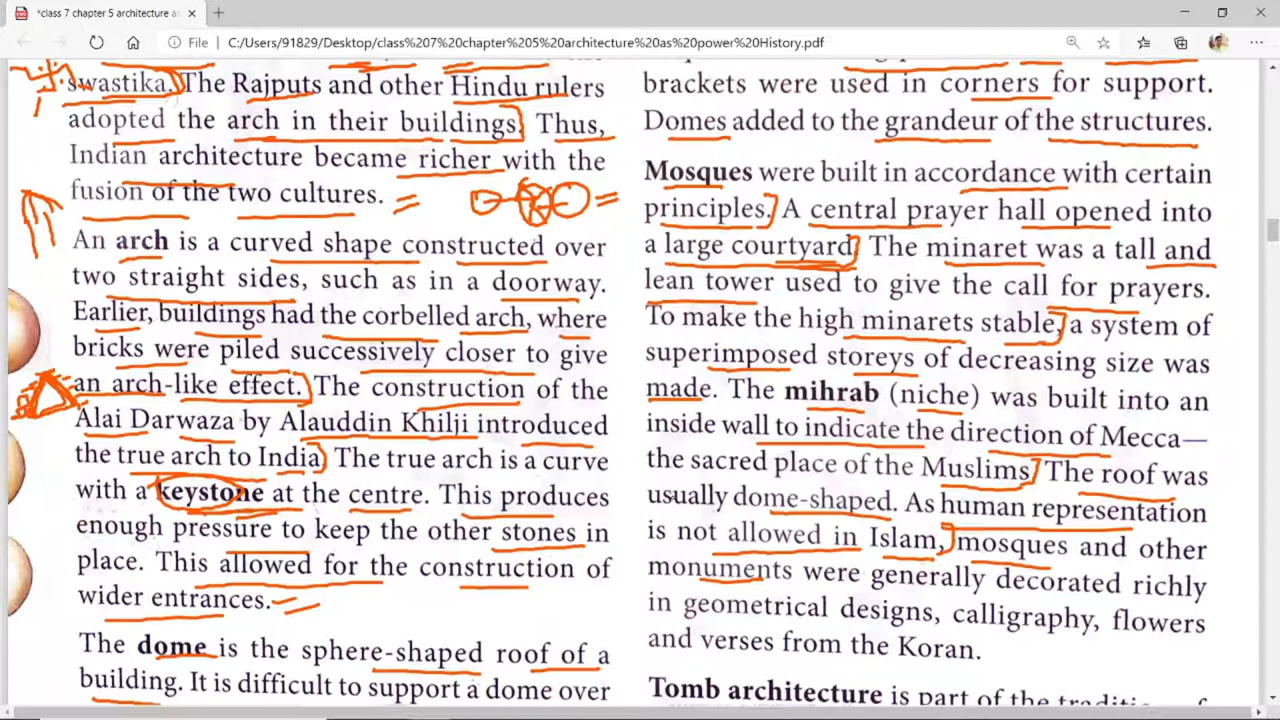 *class 7 chapter 5 architecture as
File
C:/Users/91829/Desktop/class%207%20chapter%205%20architecture%20as%20power%20History.pdf
swastika. The Rajputs and other Hindu rulers
adopted the arch in their buildings. Thus,
Indian architecture became richer with the
fusion of the two cultures.
An arch is a curved shape constructed over
two straight sides, such as in a doorway.
Earlier, buildings had the corbelled arch, where
bricks were piled successively closer to give
an arch-like effect. The construction of the
Alai Darwaza by Alauddin Khilji introduced
the true arch to India. The true arch is a curve
with a keystone at the centre. This produces
enough pressure to keep the other stones in
place. This allowed for the construction of
wider entrances.
The dome is the sphere-shaped roof of a
building. It is difficult to support a dome over
brackets were used in corners for support.
Domes added to the grandeur of the structures.
Mosques were built in accordance with certain
principles. A central prayer hall opened into
a large courtyard. The minaret was a tall and
lean tower used to give the call for prayers.
To make the high minarets stable, a system of
superimposed storeys of decreasing size was
made. The mihrab (niche) was built into an
inside wall to indicate the direction of Mecca—
the sacred place of the Muslims. The roof was
usually dome-shaped. As human representation
is not allowed in Islam, mosques and other
monuments were generally decorated richly
in geometrical designs, calligraphy, flowers
and verses from the Koran.
Tomb architecture is part of the